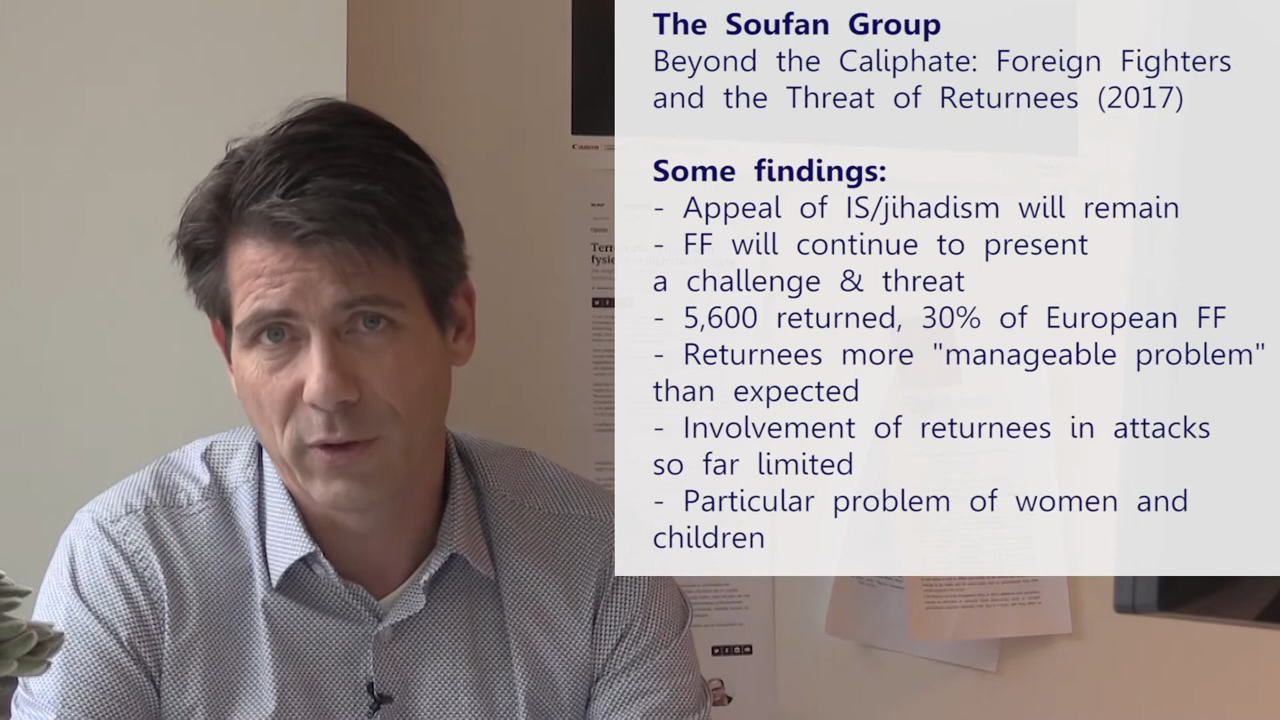 The Soufan Group
Beyond the Caliphate: Foreign Fighters
and the Threat of Returnees (2017)
Some findings:
- Appeal of IS/jihadism will remain
- FF will continue to present
a challenge & threat
- 5,600 returned, 30% of European FF
- Returnees more "manageable problem"
than expected
- Involvement of returnees in attacks
so far limited
- Particular problem of women and
children
Canon